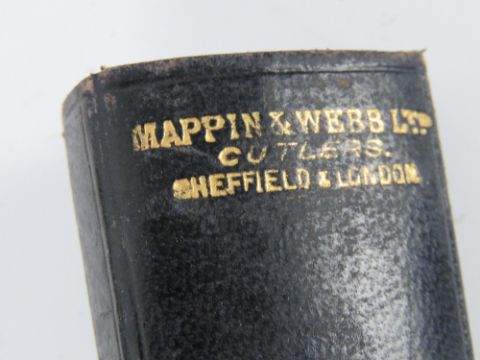 MAPPIN & WEBB LTD
CUTLERS.
SHEFFIELD & LONDON.